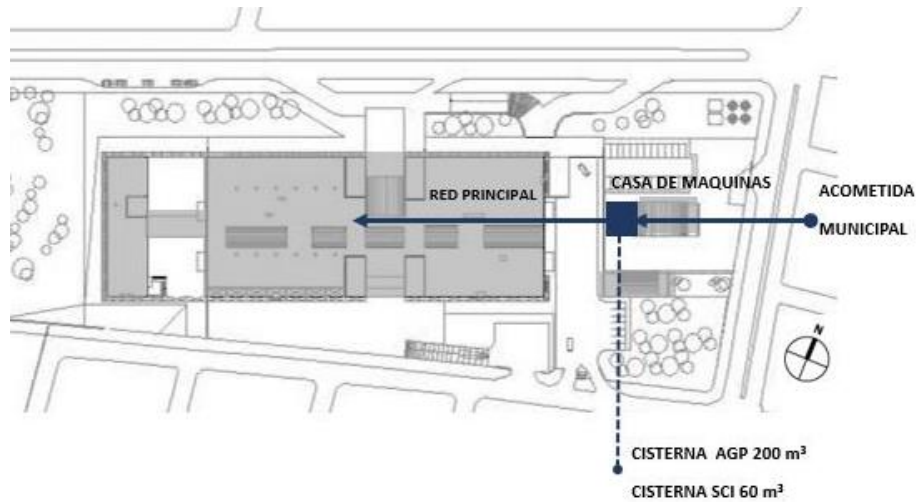 CASA DE MAQUINAS
RED PRINCIPAL
ACOMETIDA
MUNICIPAL
N
CISTERNA AGP 200 m³
CISTERNA SCI 60 m³